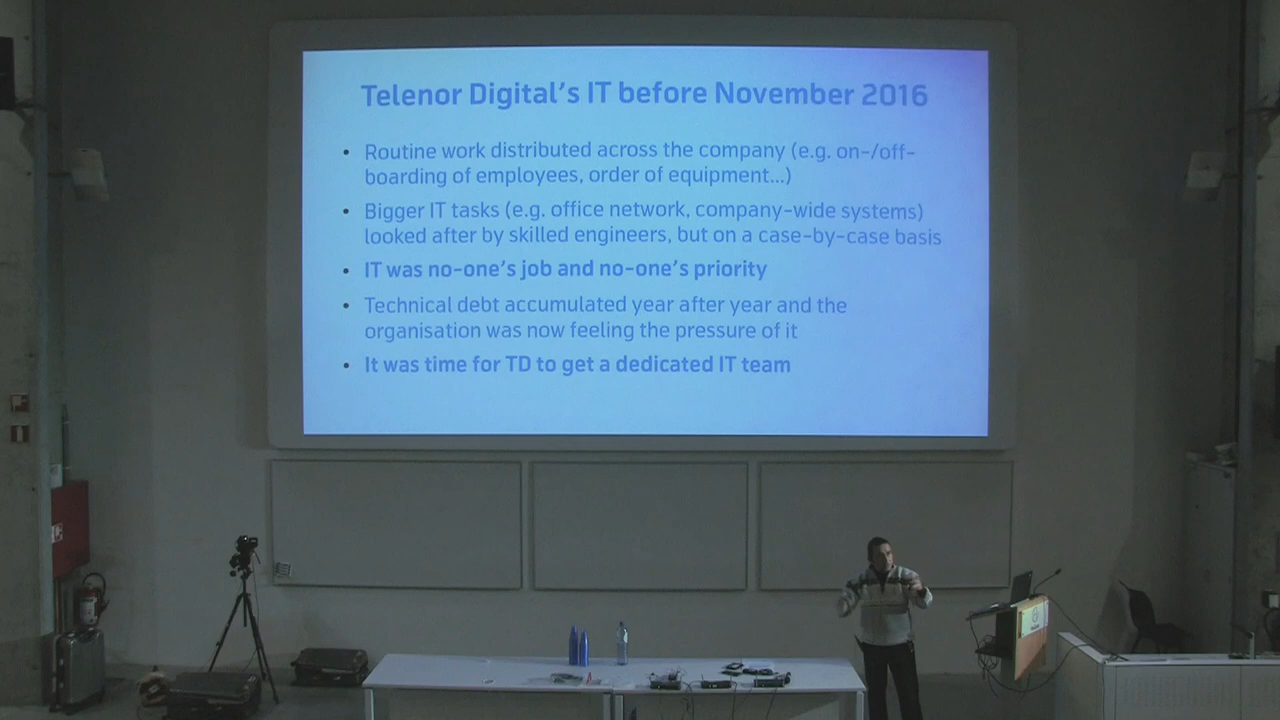 Telenor Digital's IT before November 2016
• Routine work distributed across the company (e.g. on-/off-
boarding of employees, order of equipment...)
• Bigger IT tasks (e.g. office network, company-wide systems)
looked after by skilled engineers, but on a case-by-case basis
• IT was no-one's job and no-one's priority
• Technical debt accumulated year after year and the
organisation was now feeling the pressure of it
• It was time for TD to get a dedicated IT team